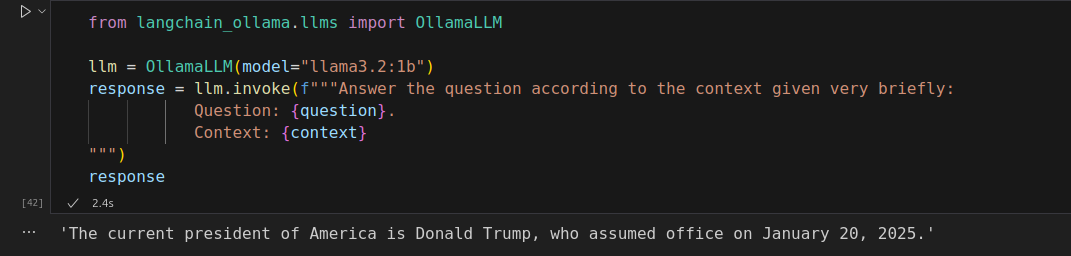 from langchain_ollama.llms import OllamaLLM
llm = OllamaLLM(model="llama3.2:1b")
response = llm.invoke(f"""Answer the question according to the context given very briefly:
Question: {question}.
Context: {context}
""")
response
[42]
2.4s
... 'The current president of America is Donald Trump, who assumed office on January 20, 2025.'